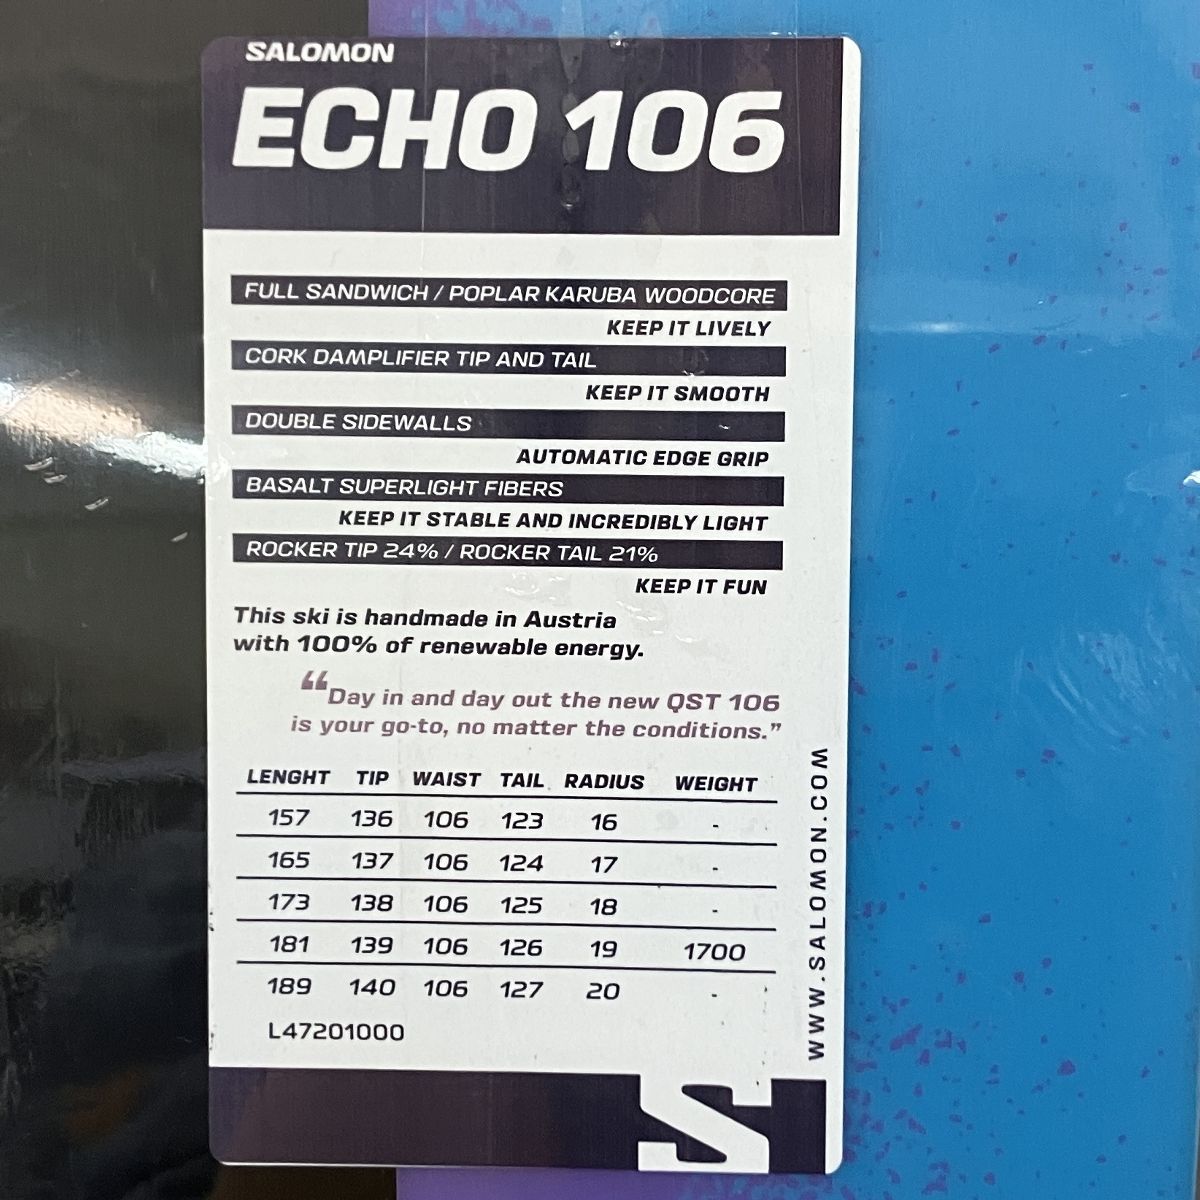 SALOMON
ECHO 106
FULL SANDWICH / POPLAR KARUBA WOODCORE
KEEP IT LIVELY
CORK DAMPLIFIER TIP AND TAIL
KEEP IT SMOOTH
DOUBLE SIDEWALLS
AUTOMATIC EDGE GRIP
BASALT SUPERLIGHT FIBERS
KEEP IT STABLE AND INCREDIBLY LIGHT
ROCKER TIP 24% / ROCKER TAIL 21%
KEEP IT FUN
This ski is handmade in Austria
with 100% of renewable energy.
“Day in and day out the new QST 106
is your go-to, no matter the conditions.”
LENGHT TIP WAIST TAIL RADIUS WEIGHT
157 136 106 123 16 -
165 137 106 124 17 -
173 138 106 125 18 -
181 139 106 126 19 1700
189 140 106 127 20 -
L47201000
WWW.SALOMON.COM
S